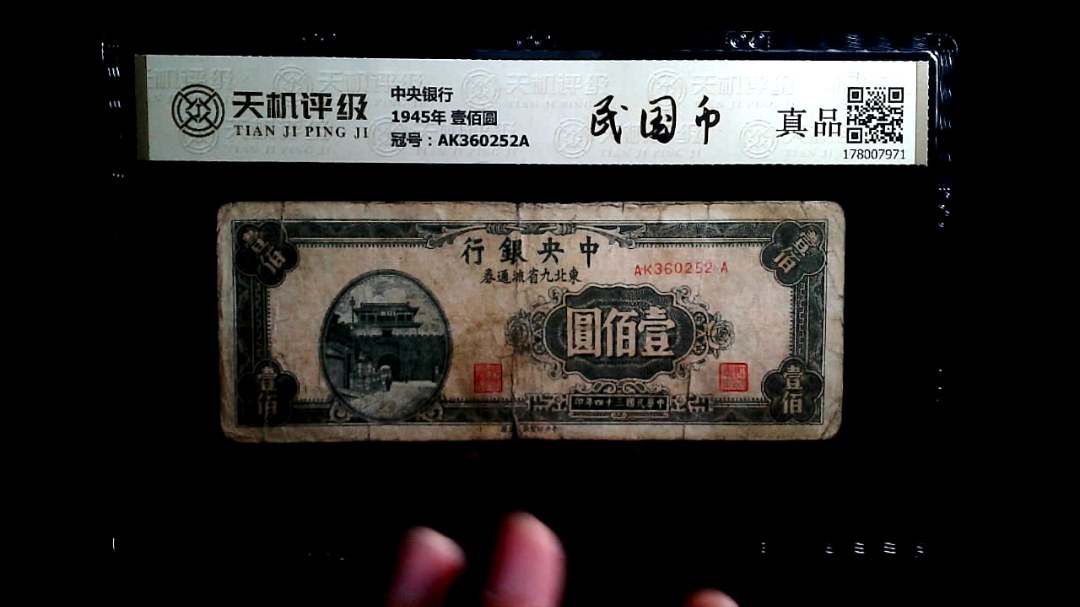 天机评级
TIAN JI PING JI
中央银行
1945年 壹佰圆
冠号：AK360252A
民国币
真品
178007971
行銀央中
券通流省九北東
AK360252 A
壹佰
壹佰
圓佰壹
壹佰
壹佰
印年四十三國民華中